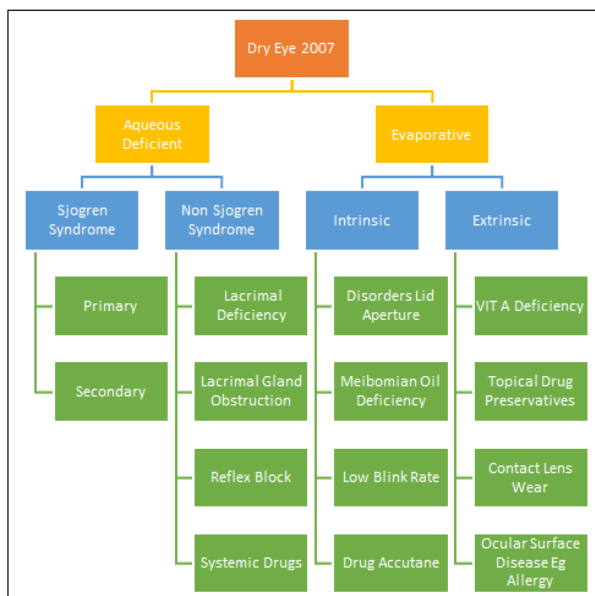 Dry Eye 2007
Aqueous
Deficient
Evaporative
Sjogren
Syndrome
Non Sjogren
Syndrome
Intrinsic
Extrinsic
Primary
Lacrimal
Deficiency
Disorders Lid
Aperture
VIT A Deficiency
Secondary
Lacrimal Gland
Obstruction
Meibomian Oil
Deficiency
Topical Drug
Preservatives
Reflex Block
Low Blink Rate
Contact Lens
Wear
Systemic Drugs
Drug Accutane
Ocular Surface
Disease Eg
Allergy